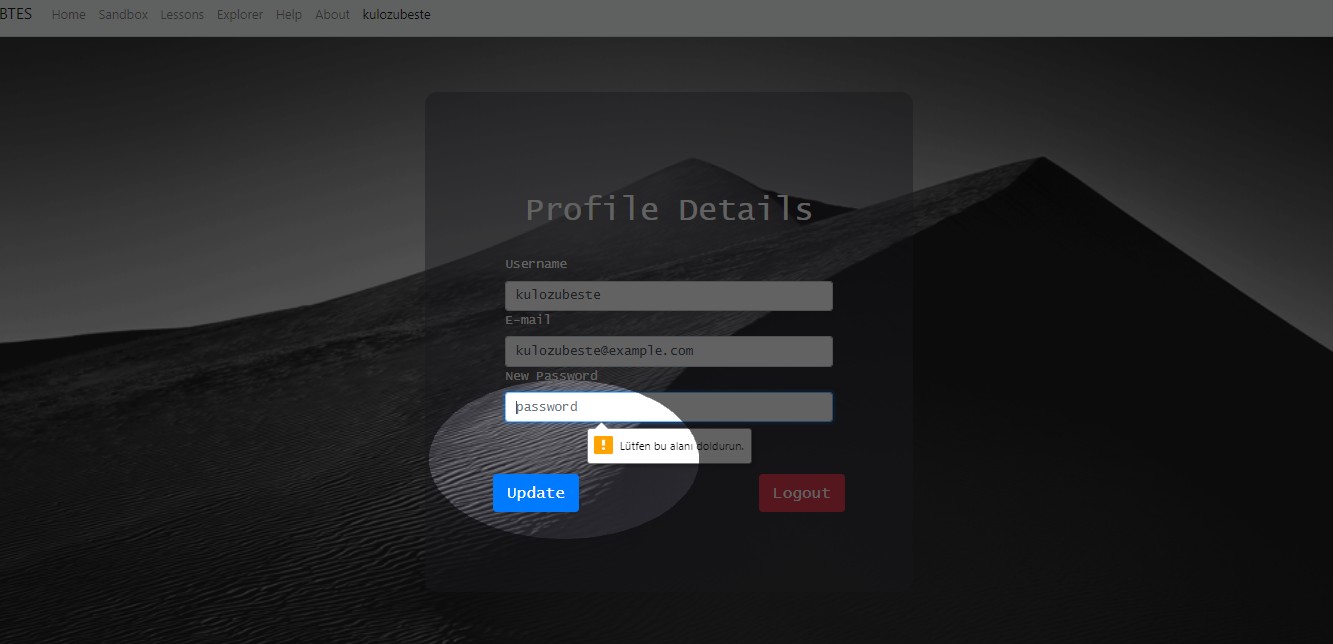 BTES Home Sandbox Lessons Explorer Help About kulozubeste
Profile Details
Username
kulozubeste
E-mail
kulozubeste@example.com
New Password
password
Lütfen bu alanı doldurun.
Update Logout